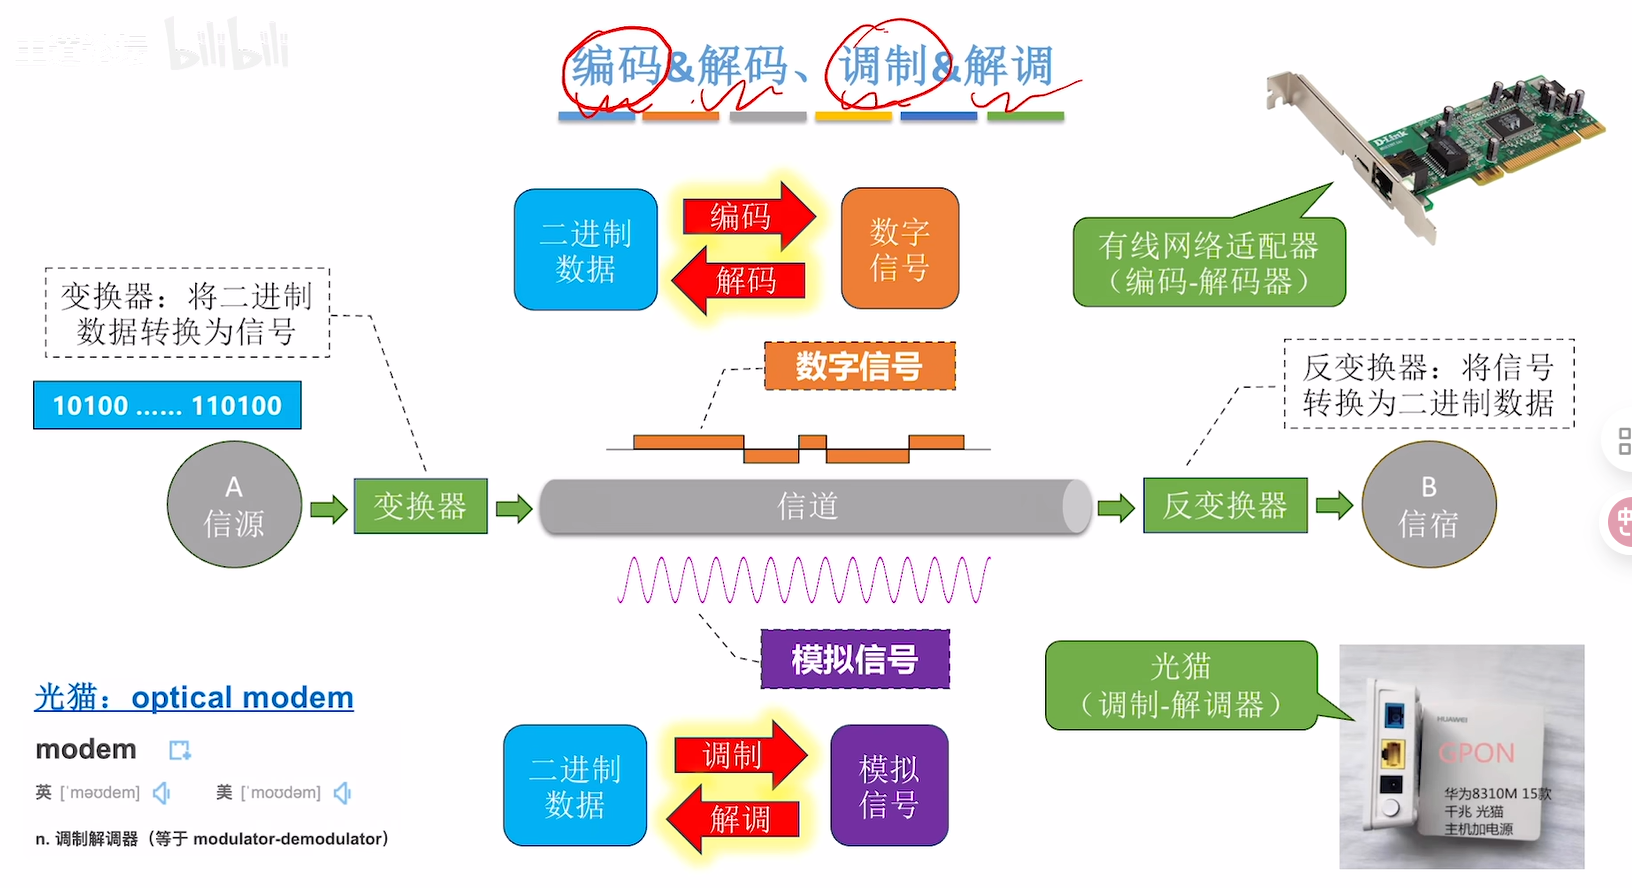 bilibili
编码&解码、调制&解调
D-Link
二进制
数据
编码
解码
数字
信号
有线网络适配器
（编码-解码器）
变换器：将二进制
数据转换为信号
10100 ...... 110100
数字信号
反变换器：将信号
转换为二进制数据
A
信源
变换器
信道
反变换器
B
信宿
模拟信号
光猫：optical modem
modem
英 [ˈməʊdem] 美 [ˈmoʊdəm]
n. 调制解调器（等于 modulator-demodulator）
二进制
数据
调制
解调
模拟
信号
光猫
（调制-解调器）
HUAWEI
GPON
华为8310M 15款
千兆 光猫
主机加电源